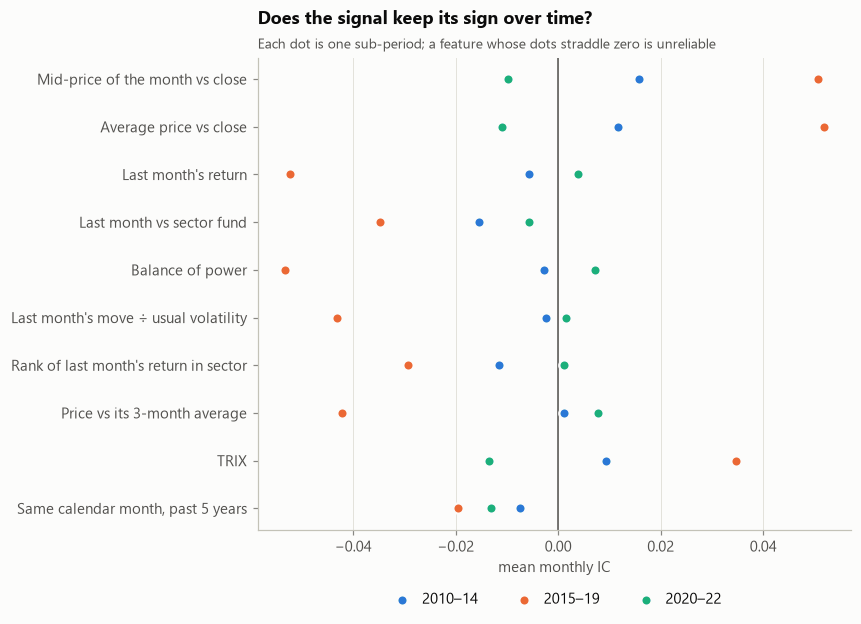 Does the signal keep its sign over time?
Each dot is one sub-period; a feature whose dots straddle zero is unreliable
Mid-price of the month vs close
Average price vs close
Last month's return
Last month vs sector fund
Balance of power
Last month's move ÷ usual volatility
Rank of last month's return in sector
Price vs its 3-month average
TRIX
Same calendar month, past 5 years
−0.04 −0.02 0.00 0.02 0.04
mean monthly IC
2010–14 2015–19 2020–22